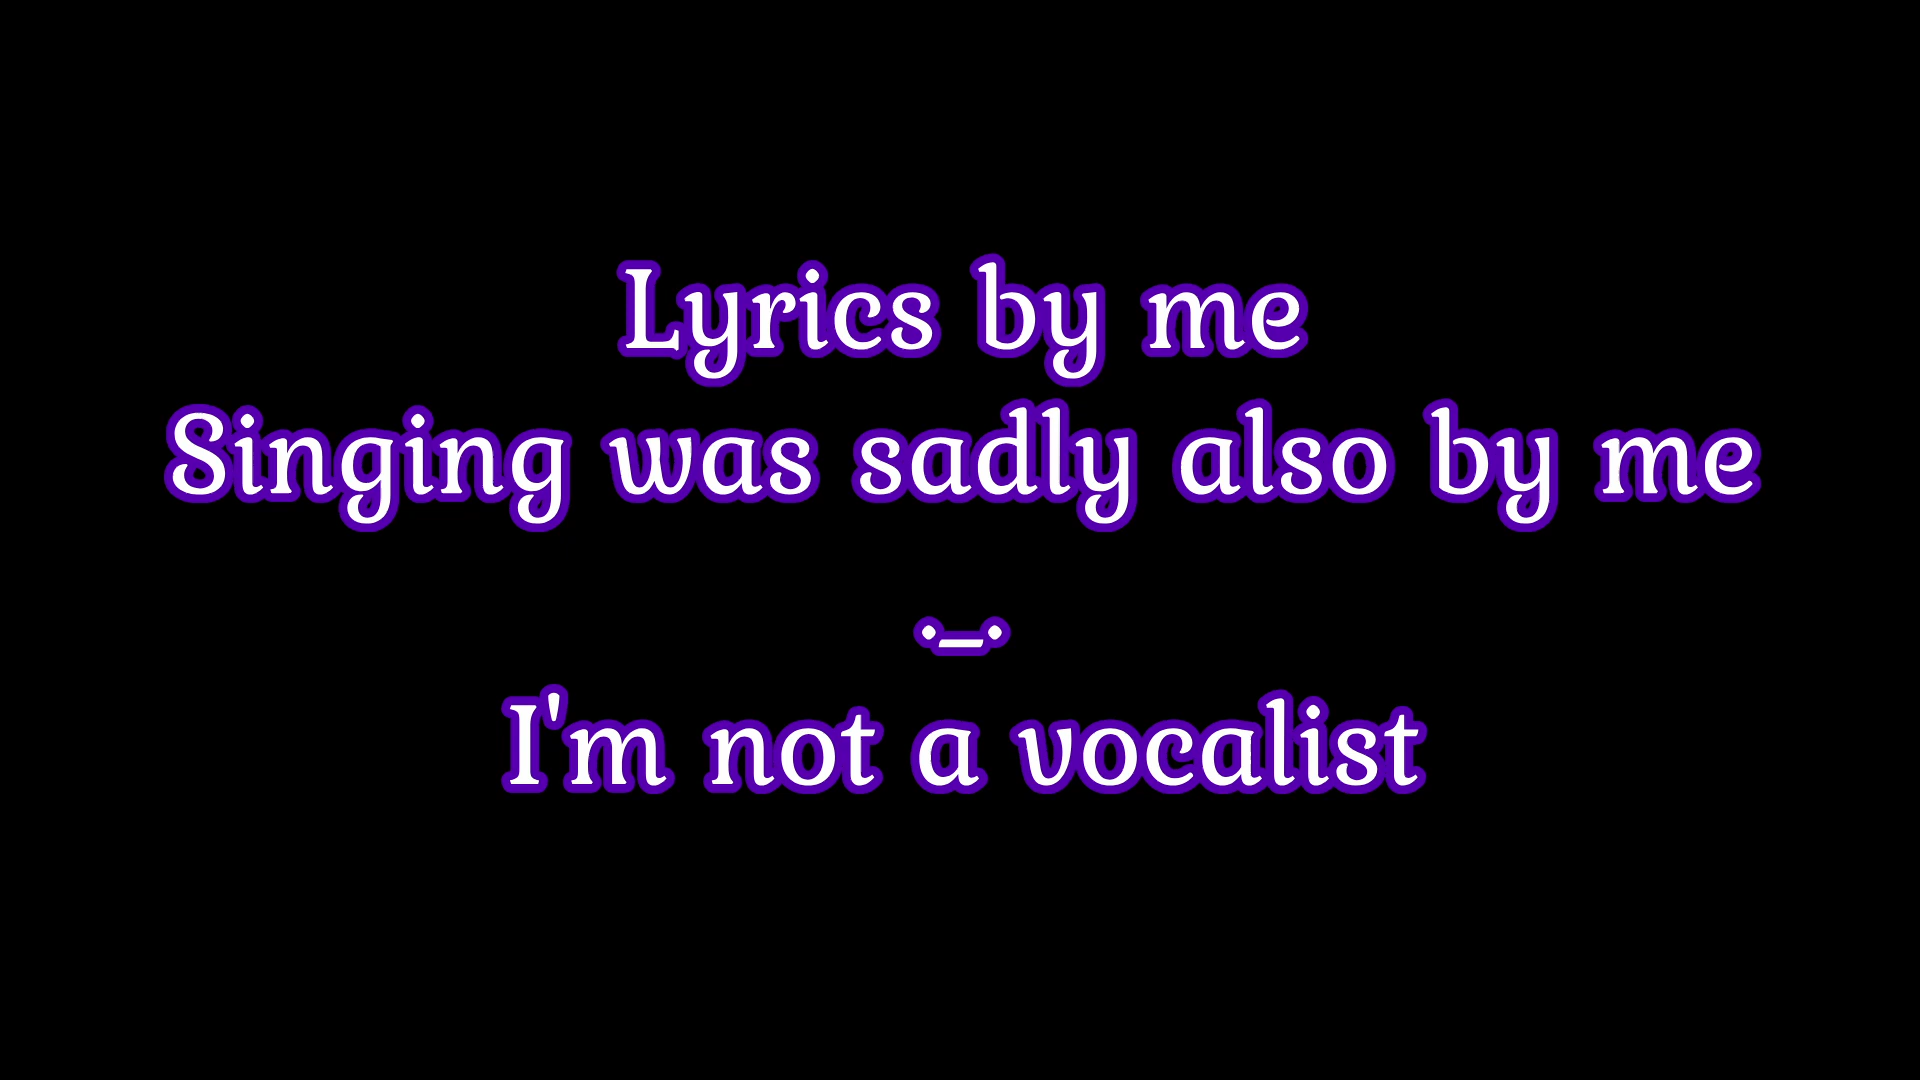 Lyrics by me
Singing was sadly also by me
._.
I'm not a vocalist